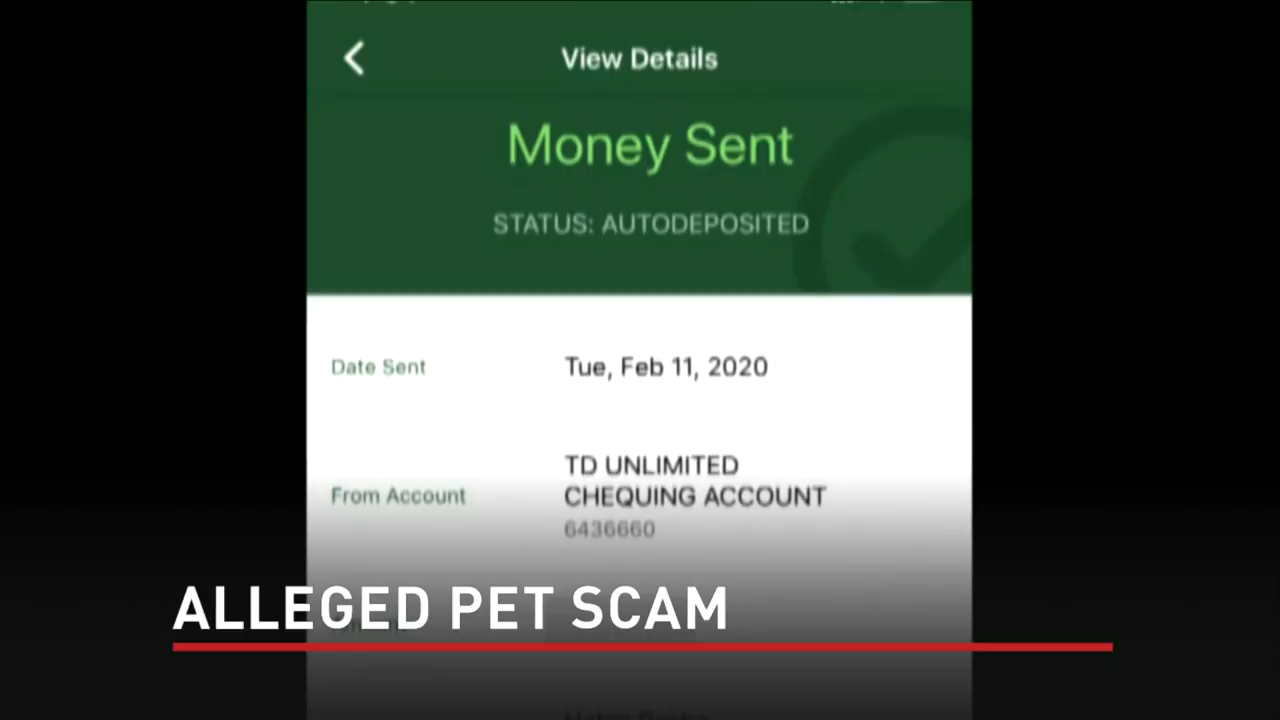 View Details
Money Sent
STATUS: AUTODEPOSITED
Date Sent
Tue, Feb 11, 2020
From Account
TD UNLIMITED
CHEQUING ACCOUNT
6436660
ALLEGED PET SCAM